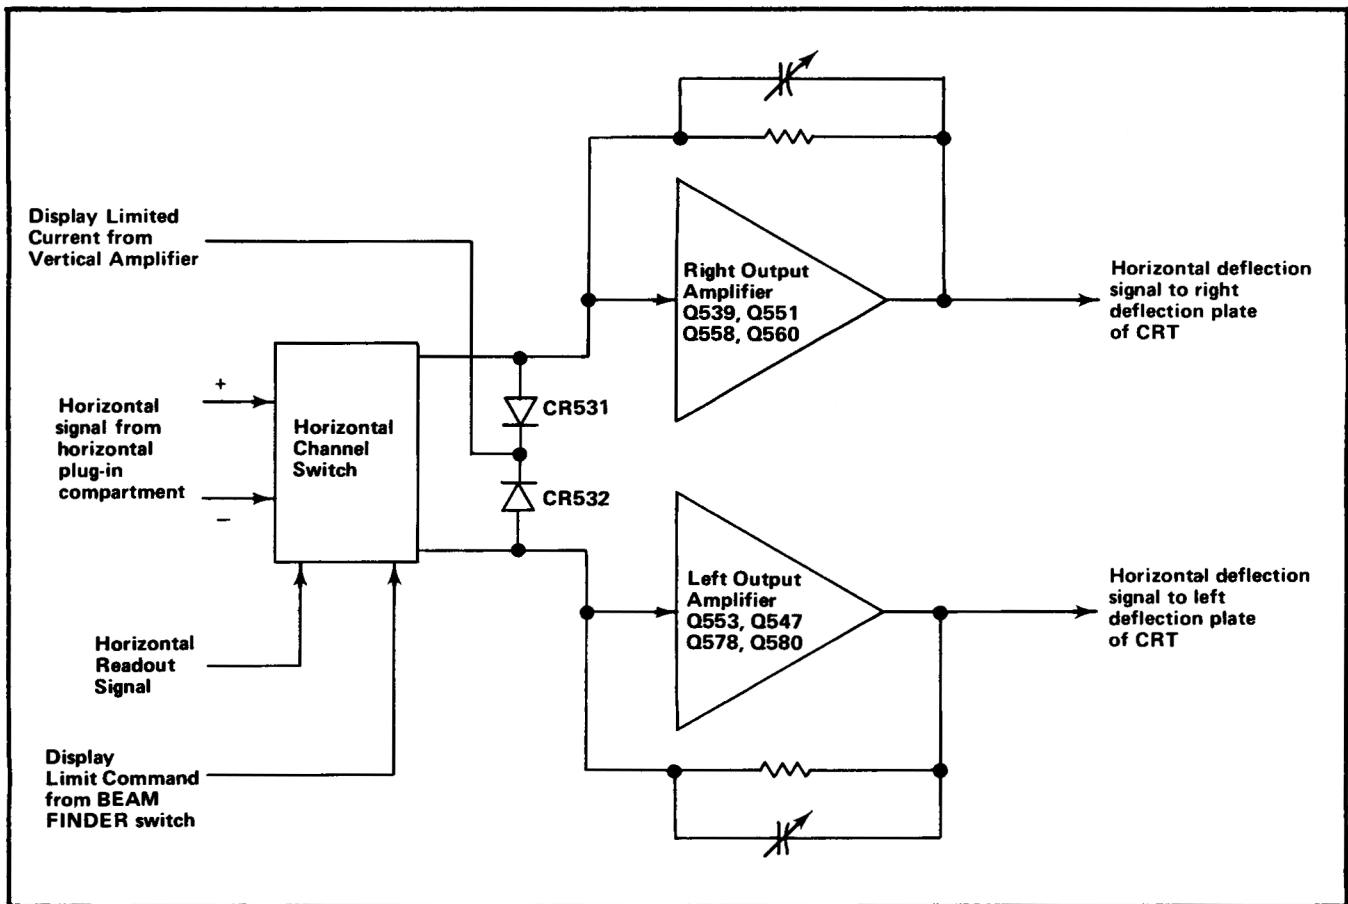 Display Limited
Current from
Vertical Amplifier
+
Horizontal
signal from
horizontal
plug-in
compartment
−
Horizontal
Channel
Switch
CR531
CR532
Horizontal
Readout
Signal
Display
Limit Command
from BEAM
FINDER switch
Right Output
Amplifier
Q539, Q551
Q558, Q560
Horizontal deflection
signal to right
deflection plate
of CRT
Left Output
Amplifier
Q553, Q547
Q578, Q580
Horizontal deflection
signal to left
deflection plate
of CRT